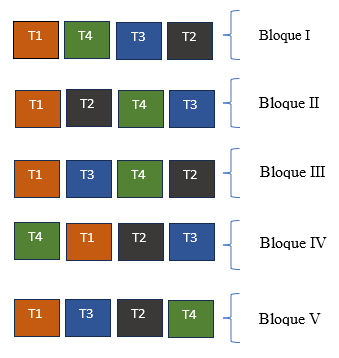 T1 T4 T3 T2 Bloque I
T1 T2 T4 T3 Bloque II
T1 T3 T4 T2 Bloque III
T4 T1 T2 T3 Bloque IV
T1 T3 T2 T4 Bloque V